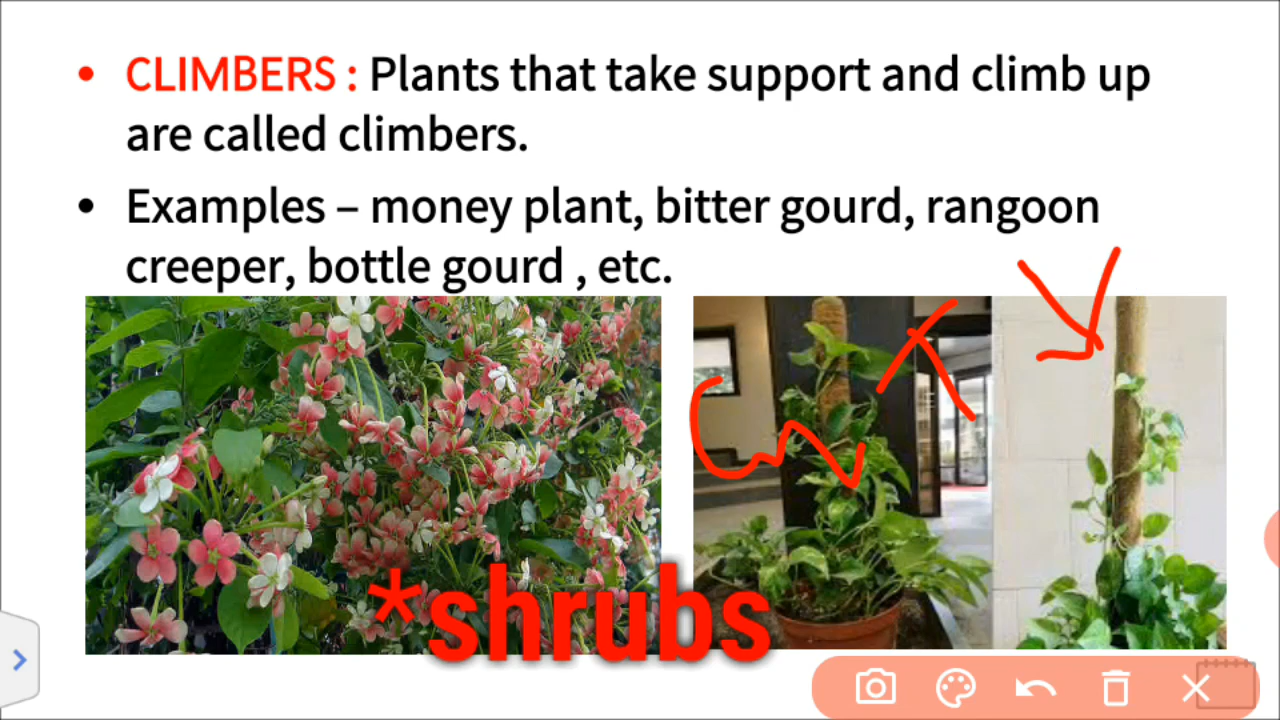 • CLIMBERS : Plants that take support and climb up
are called climbers.
• Examples – money plant, bitter gourd, rangoon
creeper, bottle gourd , etc.
*shrubs